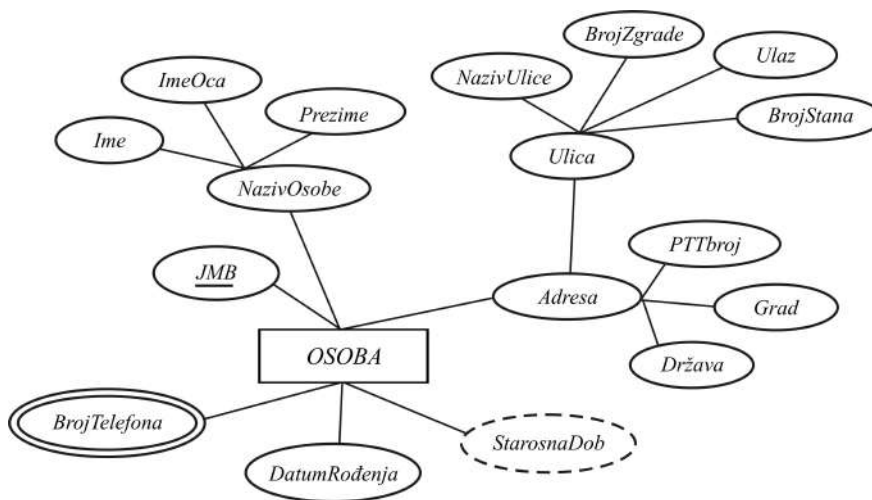 BrojZgrade
ImeOca
NazivUlice
Ulaz
Prezime
BrojStana
Ime
Ulica
NazivOsobe
PTTbroj
JMB
Adresa
Grad
OSOBA
Država
BrojTelefona
StarosnaDob
DatumRođenja